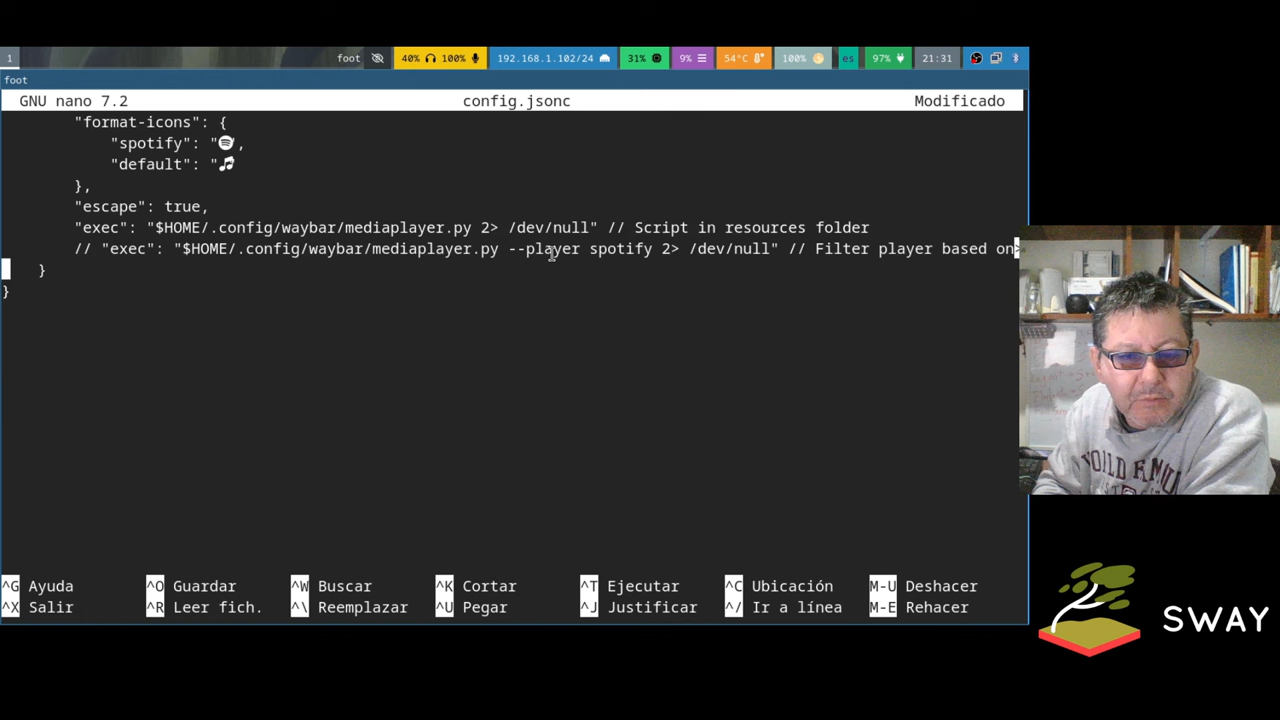 1 foot 40% 100% 192.168.1.102/24 31% 9% 54°C 100% es 97% 21:31
foot
GNU nano 7.2 config.jsonc Modificado
"format-icons": {
"spotify": ",
"default": "
},
"escape": true,
"exec": "$HOME/.config/waybar/mediaplayer.py 2> /dev/null" // Script in resources folder
// "exec": "$HOME/.config/waybar/mediaplayer.py --player spotify 2> /dev/null" // Filter player based on>
}
}
^G Ayuda ^O Guardar ^W Buscar ^K Cortar ^T Ejecutar ^C Ubicación M-U Deshacer
^X Salir ^R Leer fich. ^\ Reemplazar ^U Pegar ^J Justificar ^/ Ir a línea M-E Rehacer
SWAY